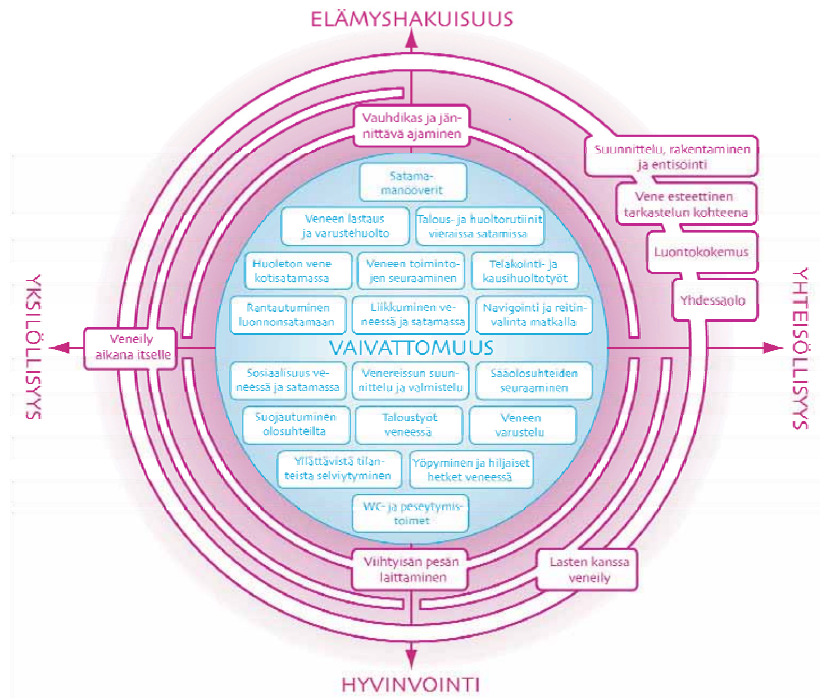 ELÄMYSHAKUISUUS
Vauhdikas ja jän-
nittävä ajaminen
Suunnittelu, rakentaminen
ja entisöinti
Vene esteettinen
tarkastelun kohteena
Luontokokemus
Yhdessäolo
Satama-
manööverit
Veneen lastaus
ja varustehuolto
Talous- ja huoltorutiinit
vieraissa satamissa
Huoleton vene
kotisatamassa
Veneen toiminto-
jen seuraaminen
Telakointi- ja
kausihuoltotyöt
Rantautuminen
luonnonsatamaan
Liikkuminen ve-
neessä ja satamassa
Navigointi ja reitin-
valinta matkalla
YKSILÖLLISYYS
Veneily
aikana itselle
VAIVATTOMUUS
YHTEISÖLLISYYS
Sosiaalisuus ve-
neessä ja satamassa
Venereissun suun-
nittelu ja valmistelu
Sääolosuhteiden
seuraaminen
Suojautuminen
olosuhteilta
Taloustyöt
veneessä
Veneen
varustelu
Yllättävistä tilan-
teista selviytyminen
Yöpyminen ja hiljaiset
hetket veneessä
WC- ja peseytymis-
toimet
Viihtyisän pesän
laittaminen
Lasten kanssa
veneily
HYVINVOINTI